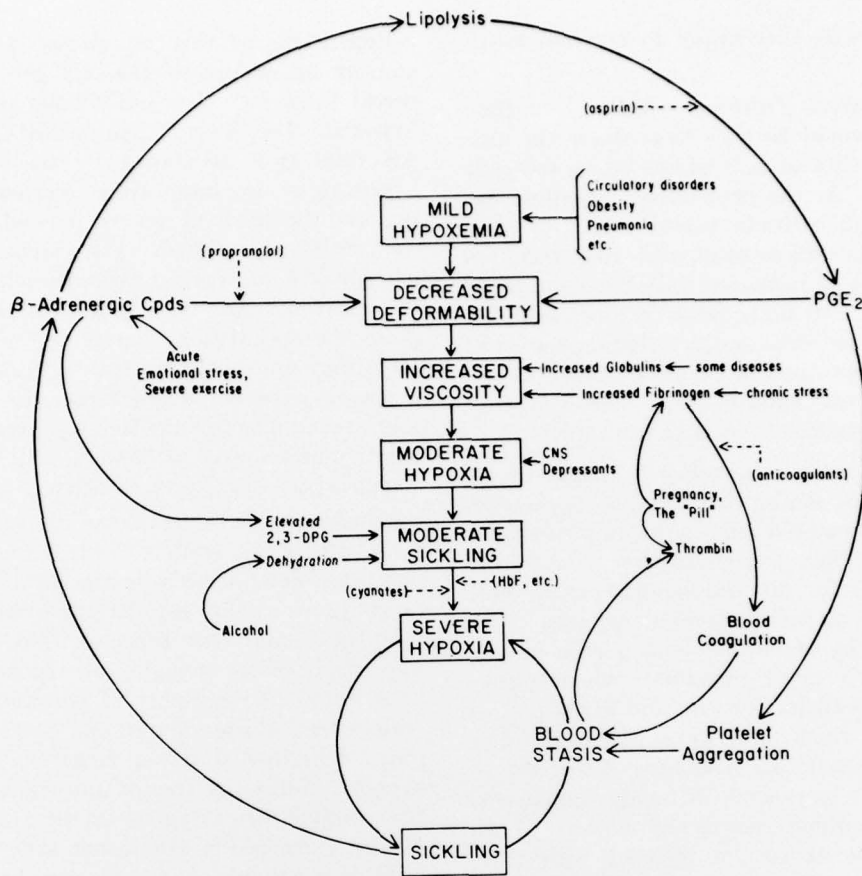 Lipolysis
(aspirin)
MILD
HYPOXEMIA
Circulatory disorders
Obesity
Pneumonia
etc.
(propranolol)
β-Adrenergic Cpds
DECREASED
DEFORMABILITY
PGE2
Acute
Emotional stress,
Severe exercise
INCREASED
VISCOSITY
Increased Globulins
some diseases
Increased Fibrinogen
chronic stress
MODERATE
HYPOXIA
CNS
Depressants
(anticoagulants)
Pregnancy,
The "Pill"
Elevated
2,3-DPG
MODERATE
SICKLING
Thrombin
Dehydration
(cyanates)
(HbF, etc.)
Alcohol
SEVERE
HYPOXIA
Blood
Coagulation
BLOOD
STASIS
Platelet
Aggregation
SICKLING